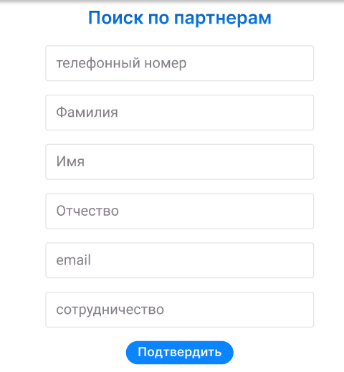 Поиск по партнерам
телефонный номер
Фамилия
Имя
Отчество
email
сотрудничество
Подтвердить